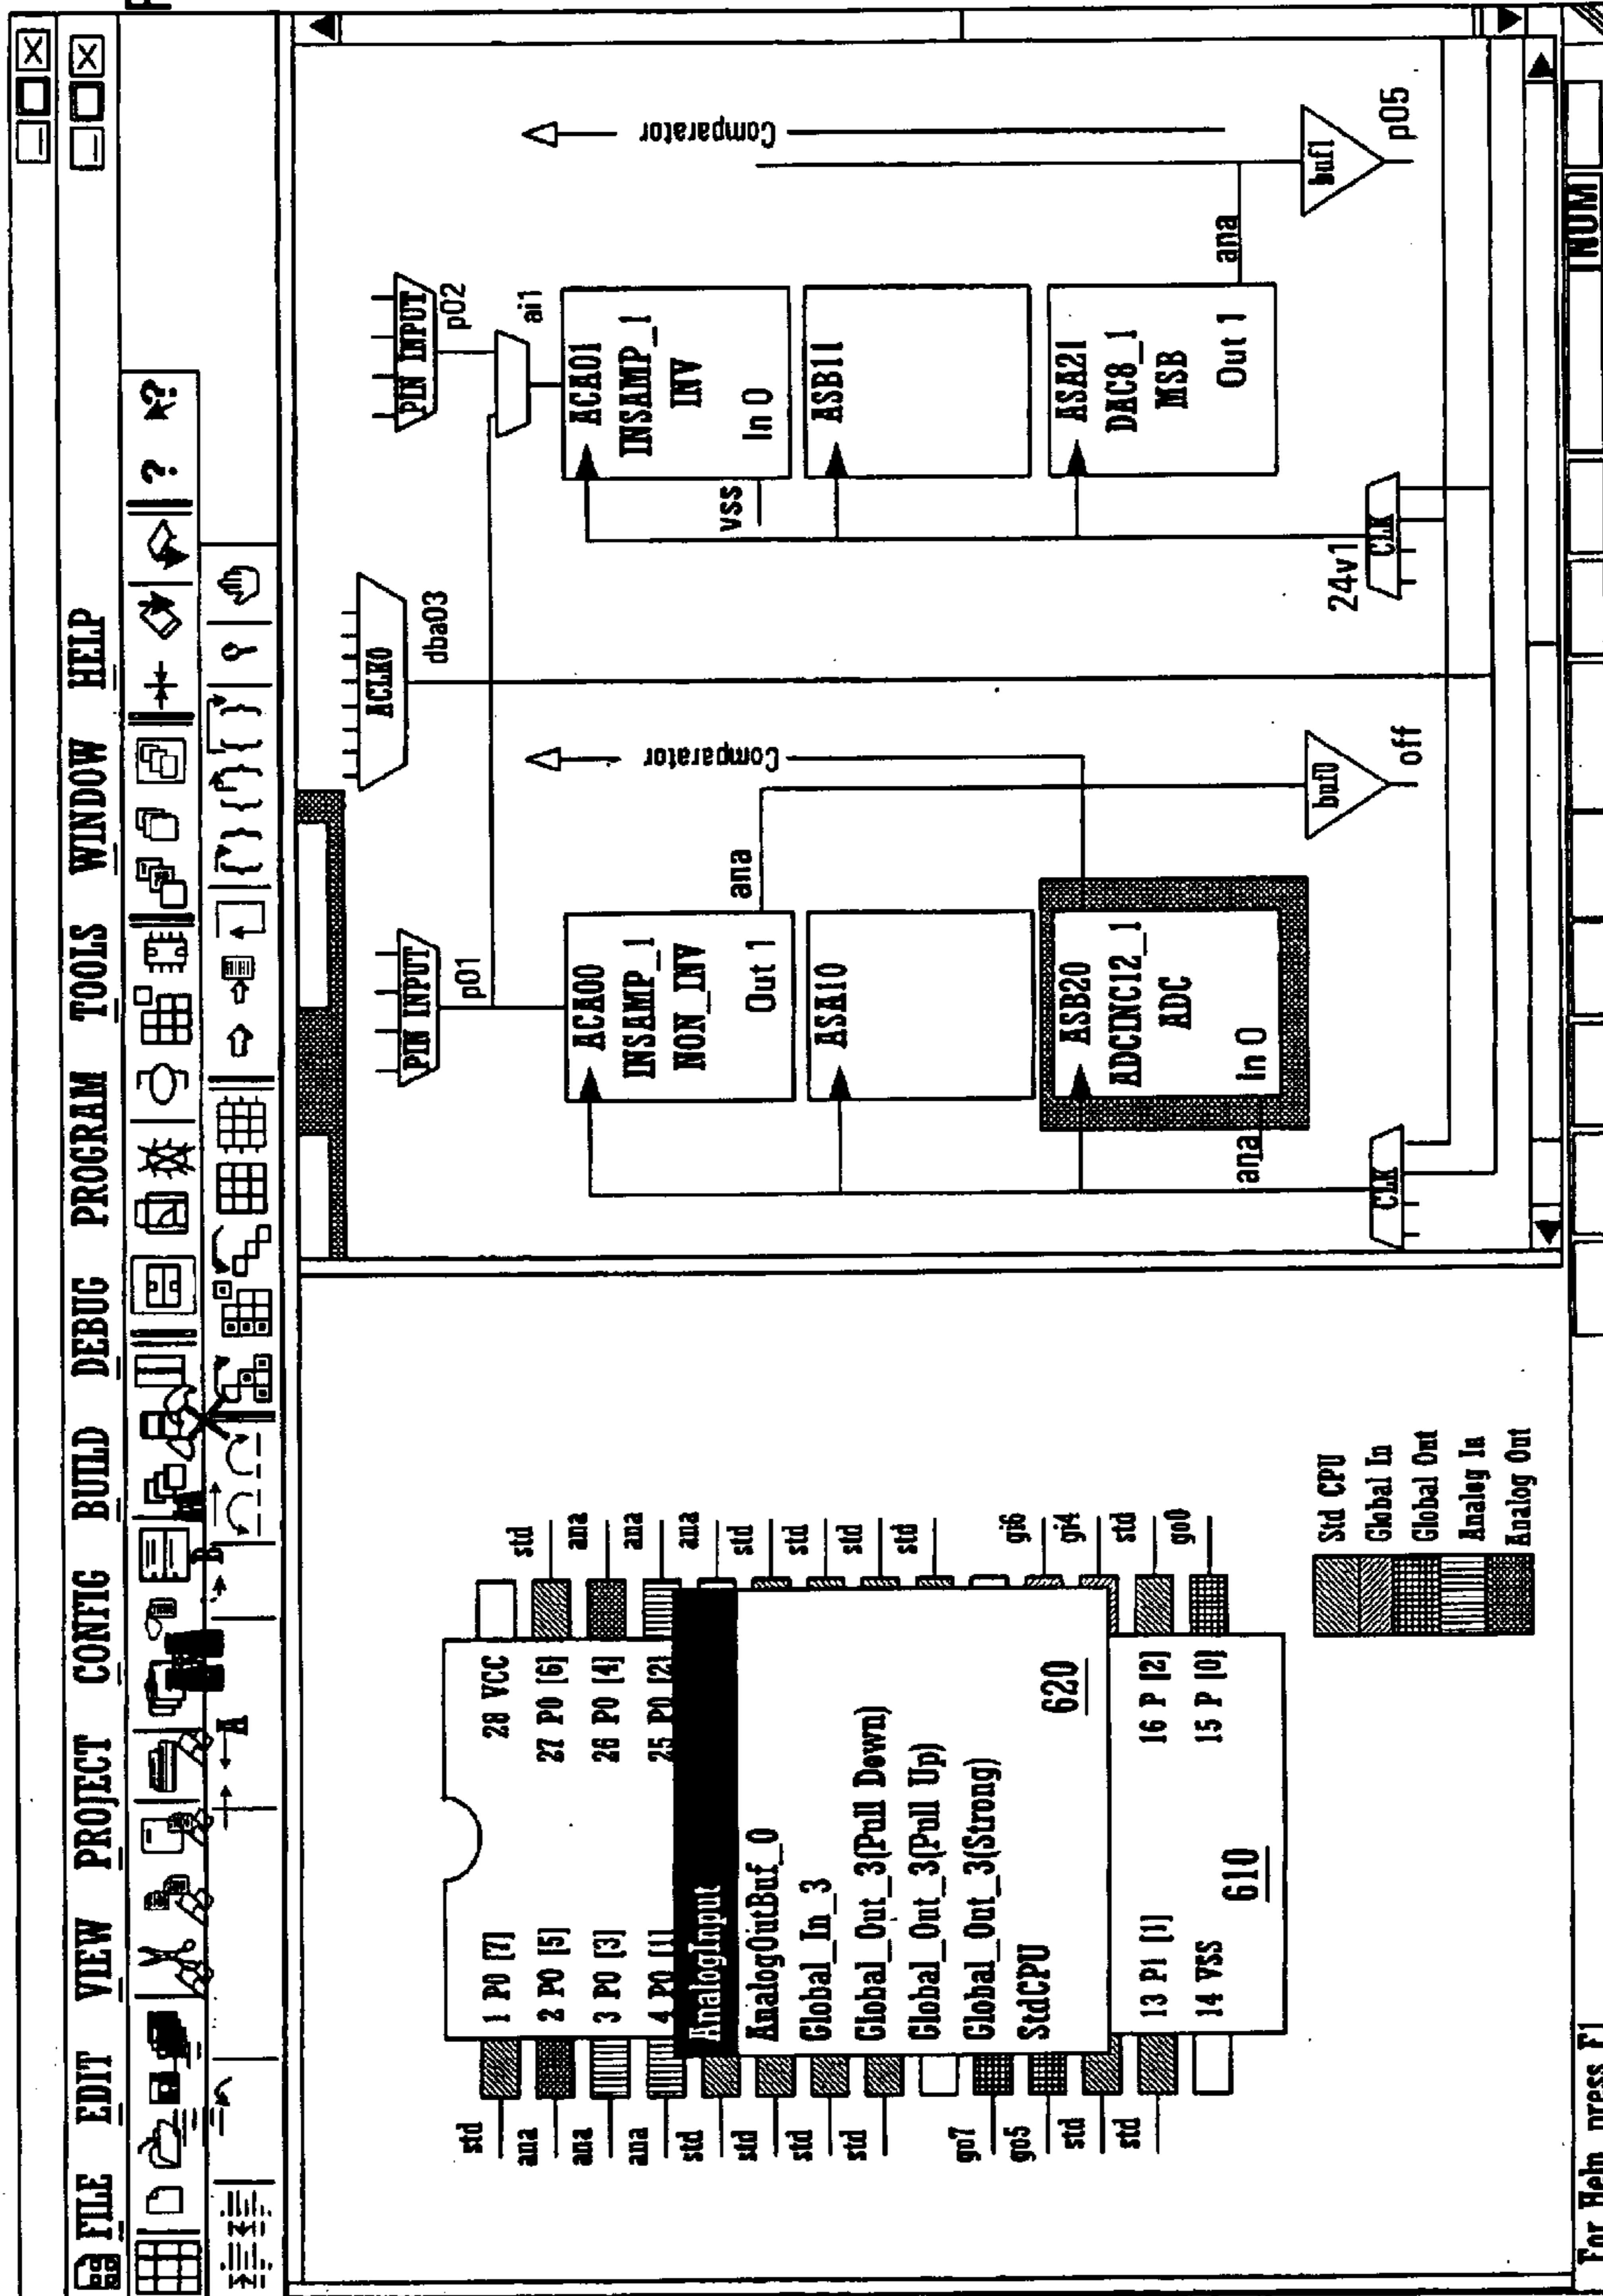 FILE EDIT VIEW PROJECT CONFIG BUILD DEBUG PROGRAM TOOLS WINDOW HELP
A
B
? ?
std
ana
ana
ana
std
std
std
std
go7
go5
std
std
1 P0 [7]
2 P0 [5]
3 P0 [3]
4 P0 [1]
13 P1 [1]
14 VSS
28 VCC
27 P0 [6]
26 P0 [4]
25 P0 [2]
16 P [2]
15 P [0]
std
ana
ana
ana
std
std
std
std
gi6
gi4
std
go0
AnalogInput
AnalogOutBuf_0
Global_In_3
Global_Out_3(Pull Down)
Global_Out_3(Pull Up)
Global_Out_3(Strong)
StdCPU
620
610
Std CPU
Global In
Global Out
Analog In
Analog Out
PIN INPUT
p01
ACLK0
dba03
PIN INPUT
p02
ai1
ACA00
INSAMP_1
NON_INV
Out 1
ana
ASA10
ASB20
ADCINC12_1
ADC
In 0
ana
CLK
Comparator
buf0
off
ACA01
INSAMP_1
INV
In 0
vss
ASB11
ASA21
DAC8_1
MSB
Out 1
ana
24v1
CLK
Comparator
buf1
p05
For Help press F1
NUM